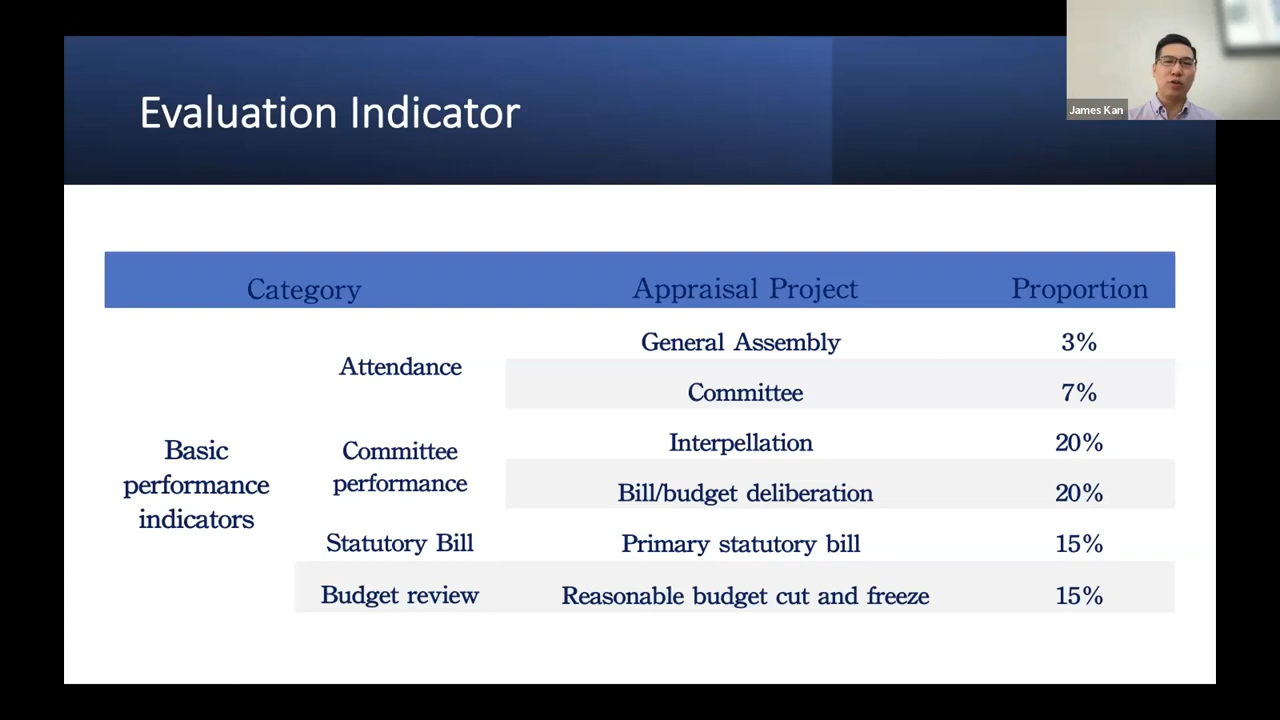 Evaluation Indicator
James Kan
Category Appraisal Project Proportion
Basic
performance
indicators
Attendance
General Assembly 3%
Committee 7%
Committee
performance
Interpellation 20%
Bill/budget deliberation 20%
Statutory Bill Primary statutory bill 15%
Budget review Reasonable budget cut and freeze 15%